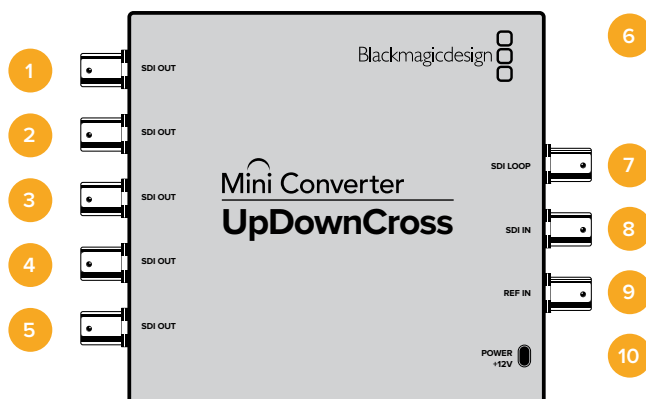 Blackmagicdesign
6
1
SDI OUT
2
SDI OUT
SDI LOOP
7
3
SDI OUT
Mini Converter
UpDownCross
SDI IN
8
4
SDI OUT
REF IN
9
5
SDI OUT
POWER
+12V
10